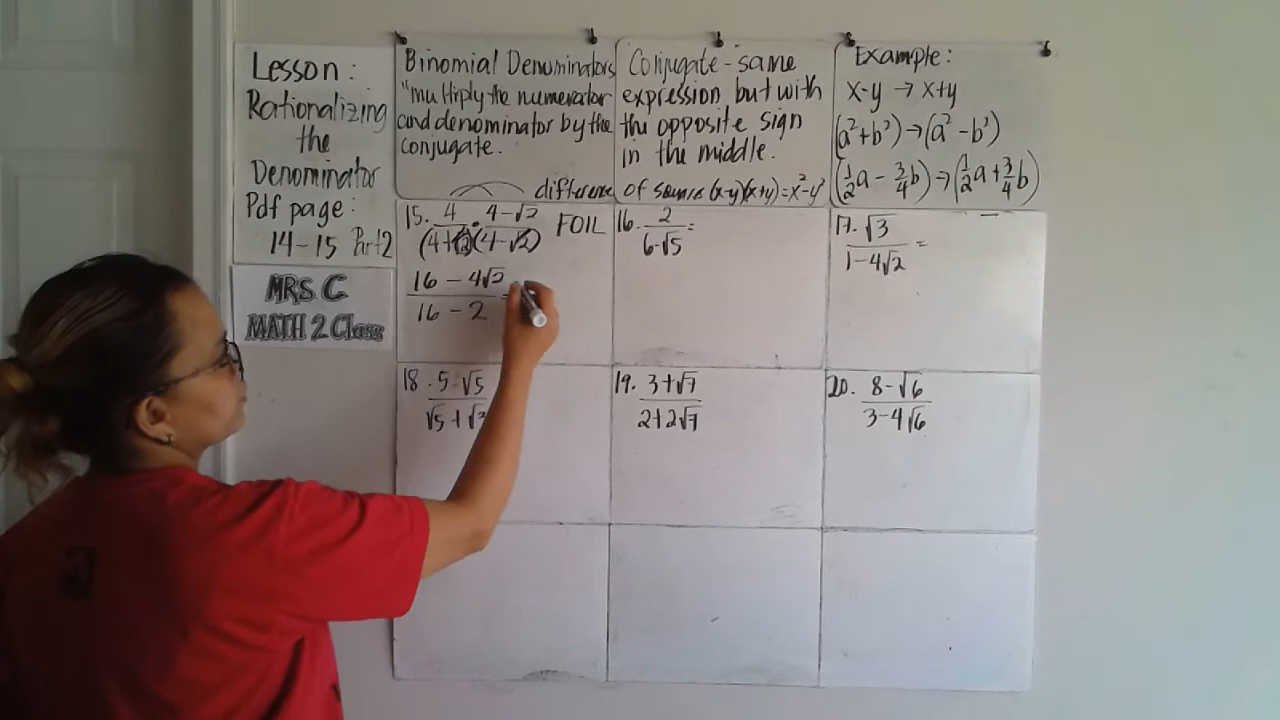 Lesson:
Rationalizing
the
Denominator
Pdf page:
14-15 Part 2
MRS C
MATH 2 Class
Binomial Denominators
"multiply the numerator
and denominator by the
conjugate.
Conjugate - same
expression but with
the opposite sign
in the middle.
Example:
x-y → x+y
(a²+b²) → (a²-b²)
(½a - ¾b) → (½a + ¾b)
difference of square (x-y)(x+y) = x²-y²
15. 4 · 4-√2
(4+√2)(4-√2)
FOIL
16 - 4√2
16 - 2
16. 2 =
6-√5
17. √3 =
1-4√2
18. 5-√5
√5+√
19. 3+√7
2+2√7
20. 8-√6
3-4√6